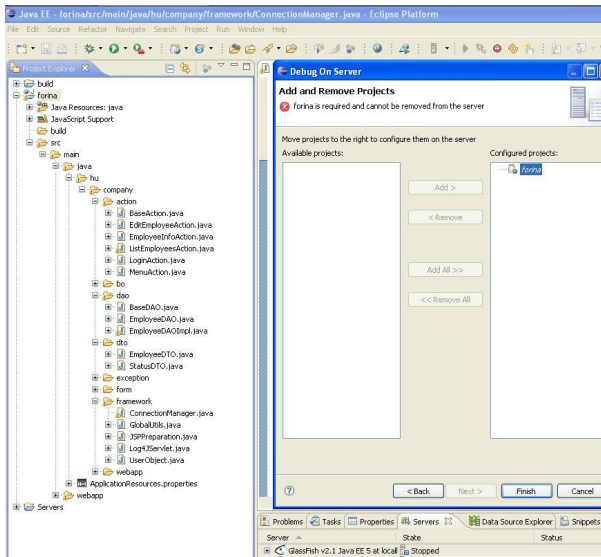 Java EE - forina/src/main/java/hu/company/framework/ConnectionManager.java - Eclipse Platform
File Edit Source Refactor Navigate Search Project Run Window Help
Project Explorer
build
forina
Java Resources: java
JavaScript Support
build
src
main
java
hu
company
action
BaseAction.java
EditEmployeeAction.java
EmployeeInfoAction.java
ListEmployeesAction.java
LoginAction.java
MenuAction.java
bo
dao
BaseDAO.java
EmployeeDAO.java
EmployeeDAOImpl.java
dto
EmployeeDTO.java
StatusDTO.java
exception
form
framework
ConnectionManager.java
GlobalUtils.java
JSPPreparation.java
Log4JServlet.java
UserObject.java
webapp
ApplicationResources.properties
webapp
Servers
Debug On Server
Add and Remove Projects
forina is required and cannot be removed from the server
Move projects to the right to configure them on the server
Available projects: Configured projects:
forina
Add >
< Remove
Add All >>
<< Remove All
< Back Next > Finish Cancel
Problems Tasks Properties Servers Data Source Explorer Snippets
Server State Status
GlassFish v2.1 Java EE 5 at local Stopped